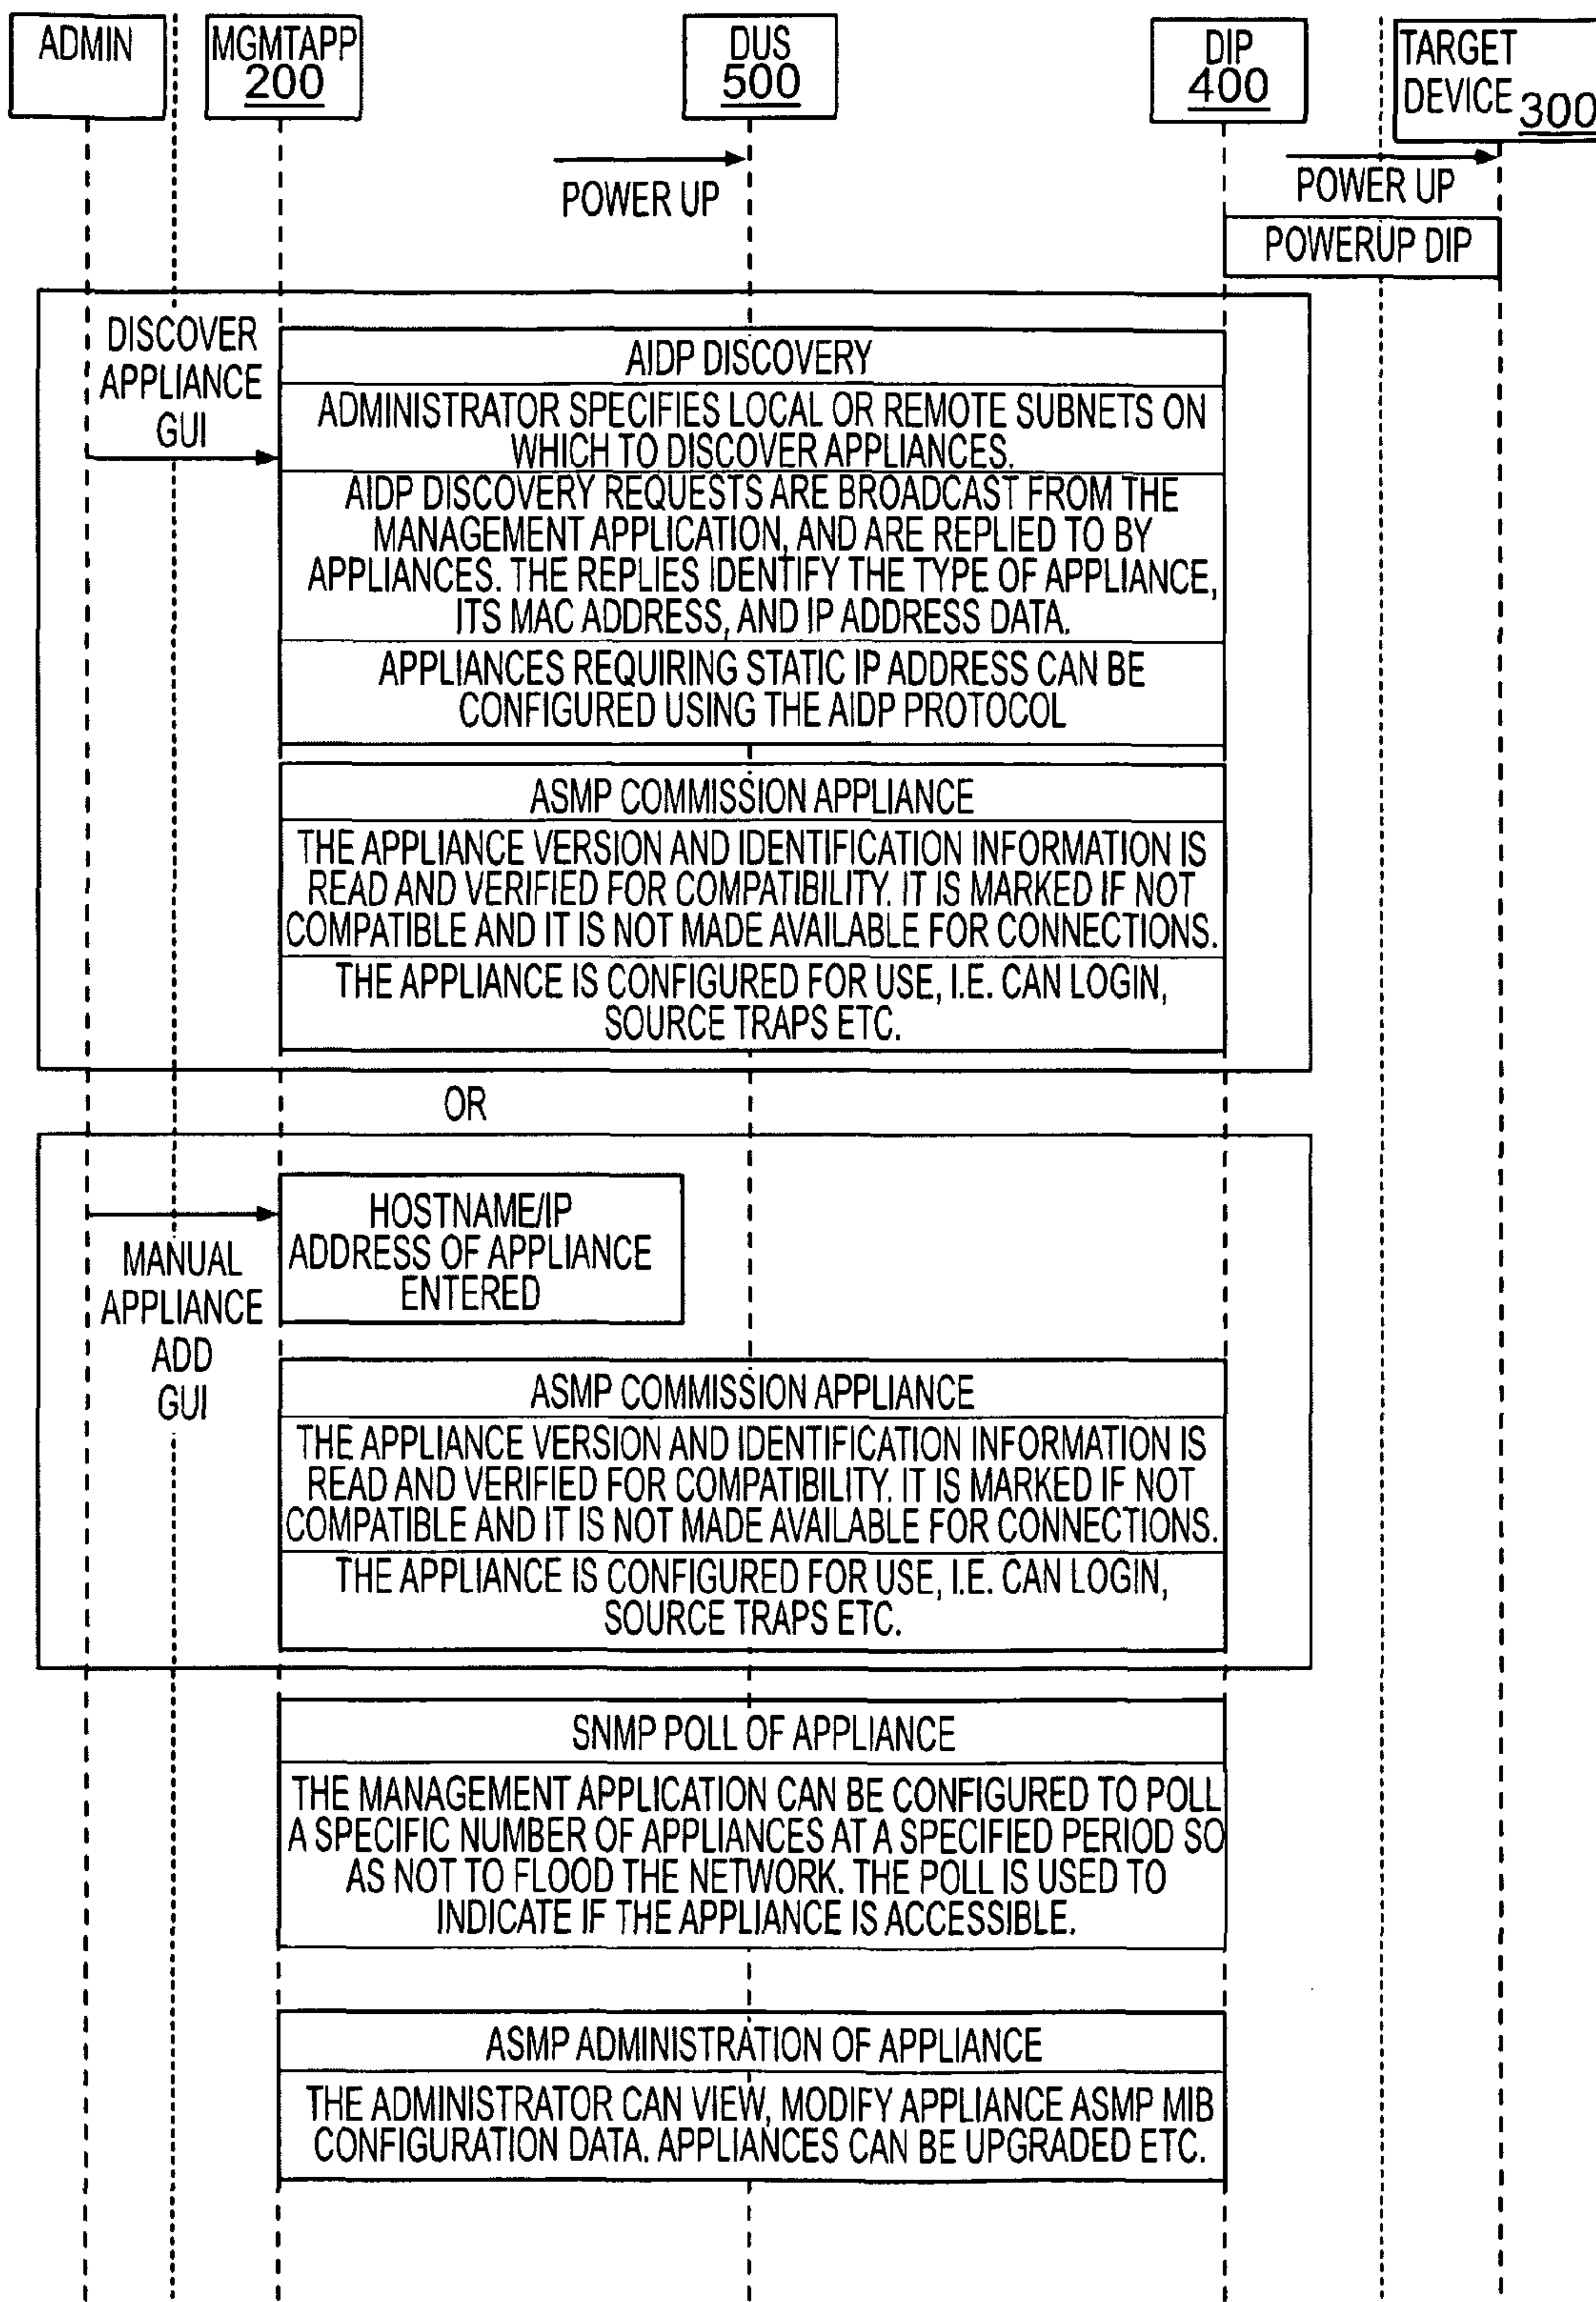 ADMIN
MGMTAPP
200
DUS
500
DIP
400
TARGET
DEVICE 300
POWER UP
POWER UP
POWERUP DIP
DISCOVER
APPLIANCE
GUI
AIDP DISCOVERY
ADMINISTRATOR SPECIFIES LOCAL OR REMOTE SUBNETS ON
WHICH TO DISCOVER APPLIANCES.
AIDP DISCOVERY REQUESTS ARE BROADCAST FROM THE
MANAGEMENT APPLICATION, AND ARE REPLIED TO BY
APPLIANCES. THE REPLIES IDENTIFY THE TYPE OF APPLIANCE,
ITS MAC ADDRESS, AND IP ADDRESS DATA.
APPLIANCES REQUIRING STATIC IP ADDRESS CAN BE
CONFIGURED USING THE AIDP PROTOCOL
ASMP COMMISSION APPLIANCE
THE APPLIANCE VERSION AND IDENTIFICATION INFORMATION IS
READ AND VERIFIED FOR COMPATIBILITY. IT IS MARKED IF NOT
COMPATIBLE AND IT IS NOT MADE AVAILABLE FOR CONNECTIONS.
THE APPLIANCE IS CONFIGURED FOR USE, I.E. CAN LOGIN,
SOURCE TRAPS ETC.
OR
MANUAL
APPLIANCE
ADD
GUI
HOSTNAME/IP
ADDRESS OF APPLIANCE
ENTERED
ASMP COMMISSION APPLIANCE
THE APPLIANCE VERSION AND IDENTIFICATION INFORMATION IS
READ AND VERIFIED FOR COMPATIBILITY. IT IS MARKED IF NOT
COMPATIBLE AND IT IS NOT MADE AVAILABLE FOR CONNECTIONS.
THE APPLIANCE IS CONFIGURED FOR USE, I.E. CAN LOGIN,
SOURCE TRAPS ETC.
SNMP POLL OF APPLIANCE
THE MANAGEMENT APPLICATION CAN BE CONFIGURED TO POLL
A SPECIFIC NUMBER OF APPLIANCES AT A SPECIFIED PERIOD SO
AS NOT TO FLOOD THE NETWORK. THE POLL IS USED TO
INDICATE IF THE APPLIANCE IS ACCESSIBLE.
ASMP ADMINISTRATION OF APPLIANCE
THE ADMINISTRATOR CAN VIEW, MODIFY APPLIANCE ASMP MIB
CONFIGURATION DATA. APPLIANCES CAN BE UPGRADED ETC.